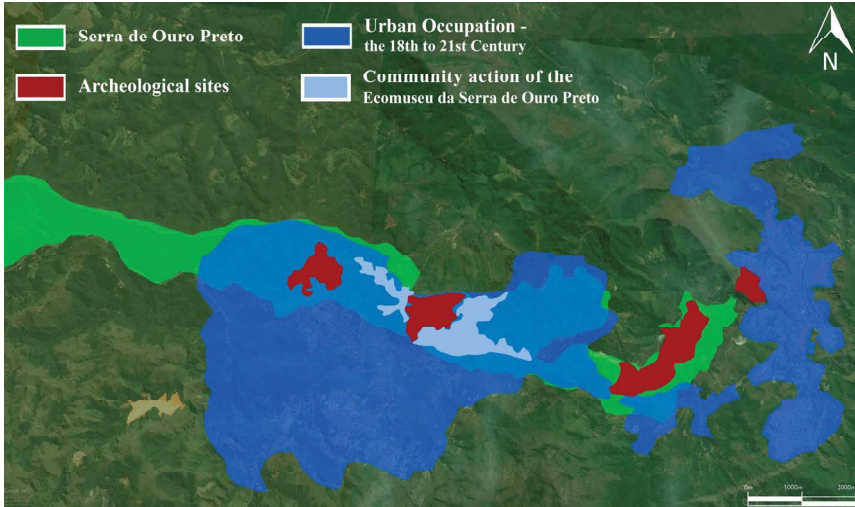 Serra de Ouro Preto
Archeological sites
Urban Occupation -
the 18th to 21st Century
Community action of the
Ecomuseu da Serra de Ouro Preto
N
0m 1000m 2000m